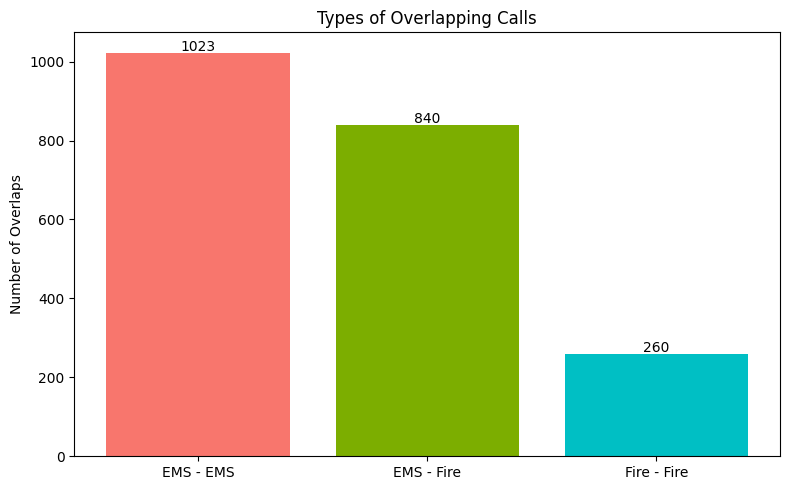 Types of Overlapping Calls
Number of Overlaps
1000
800
600
400
200
0
1023
840
260
EMS - EMS
EMS - Fire
Fire - Fire